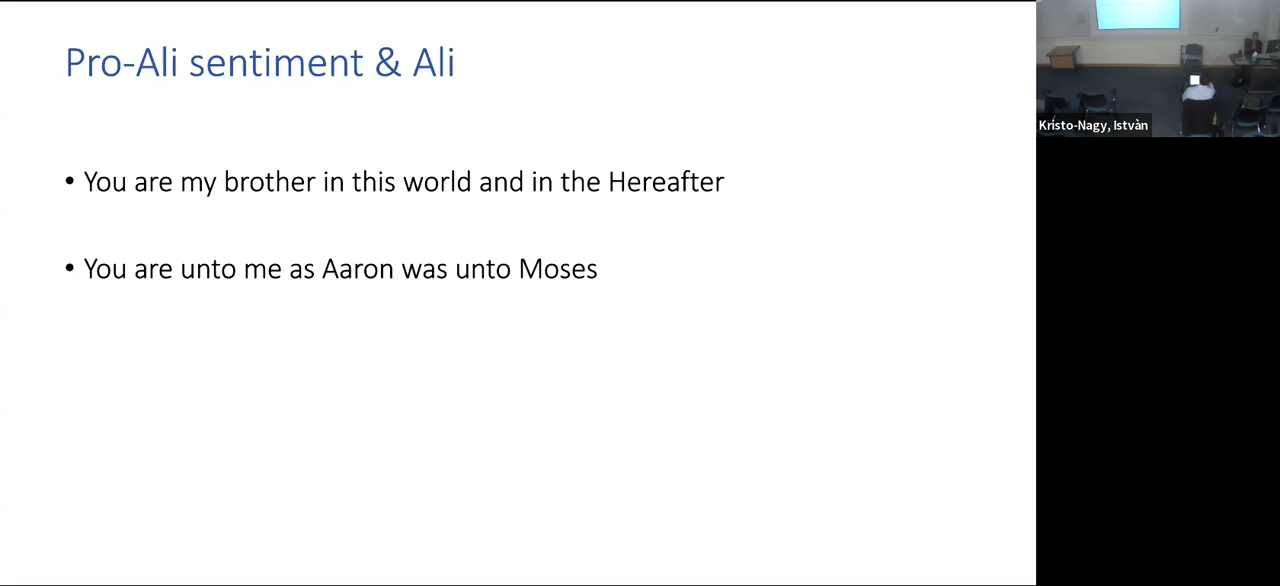 Pro-Ali sentiment & Ali
• You are my brother in this world and in the Hereafter
• You are unto me as Aaron was unto Moses
Kristo-Nagy, Istvàn